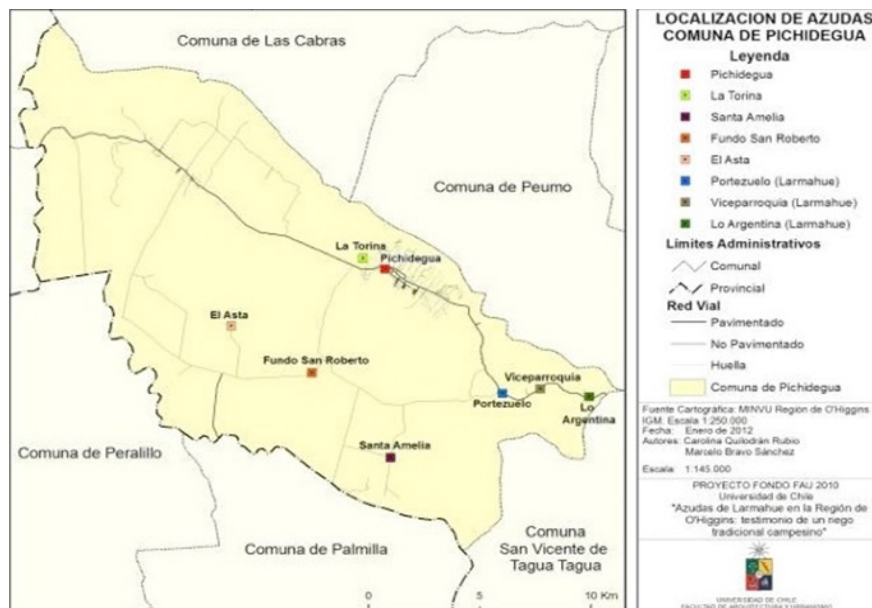 Comuna de Las Cabras
Comuna de Peumo
La Torina
Pichidegua
El Asta
Fundo San Roberto
Viceparroquia
Portezuelo
Lo
Argentina
Santa Amelia
Comuna de Peralillo
Comuna de Palmilla
Comuna
San Vicente de
Tagua Tagua
0 5 10 Km
LOCALIZACION DE AZUDAS
COMUNA DE PICHIDEGUA
Leyenda
Pichidegua
La Torina
Santa Amelia
Fundo San Roberto
El Asta
Portezuelo (Larmahue)
Viceparroquia (Larmahue)
Lo Argentina (Larmahue)
Límites Administrativos
Comunal
Provincial
Red Vial
Pavimentado
No Pavimentado
Huella
Comuna de Pichidegua
Fuente Cartográfica: MINVU Región de O'Higgins
IGM. Escala 1:250.000
Fecha: Enero de 2012
Autores: Carolina Quilodrán Rubio
Marcelo Bravo Sánchez
Escala 1:145.000
PROYECTO FONDO FAU 2010
Universidad de Chile
"Azudas de Larmahue en la Región de
O'Higgins: testimonio de un riego
tradicional campesino"
UNIVERSIDAD DE CHILE
FACULTAD DE ARQUITECTURA Y URBANISMO